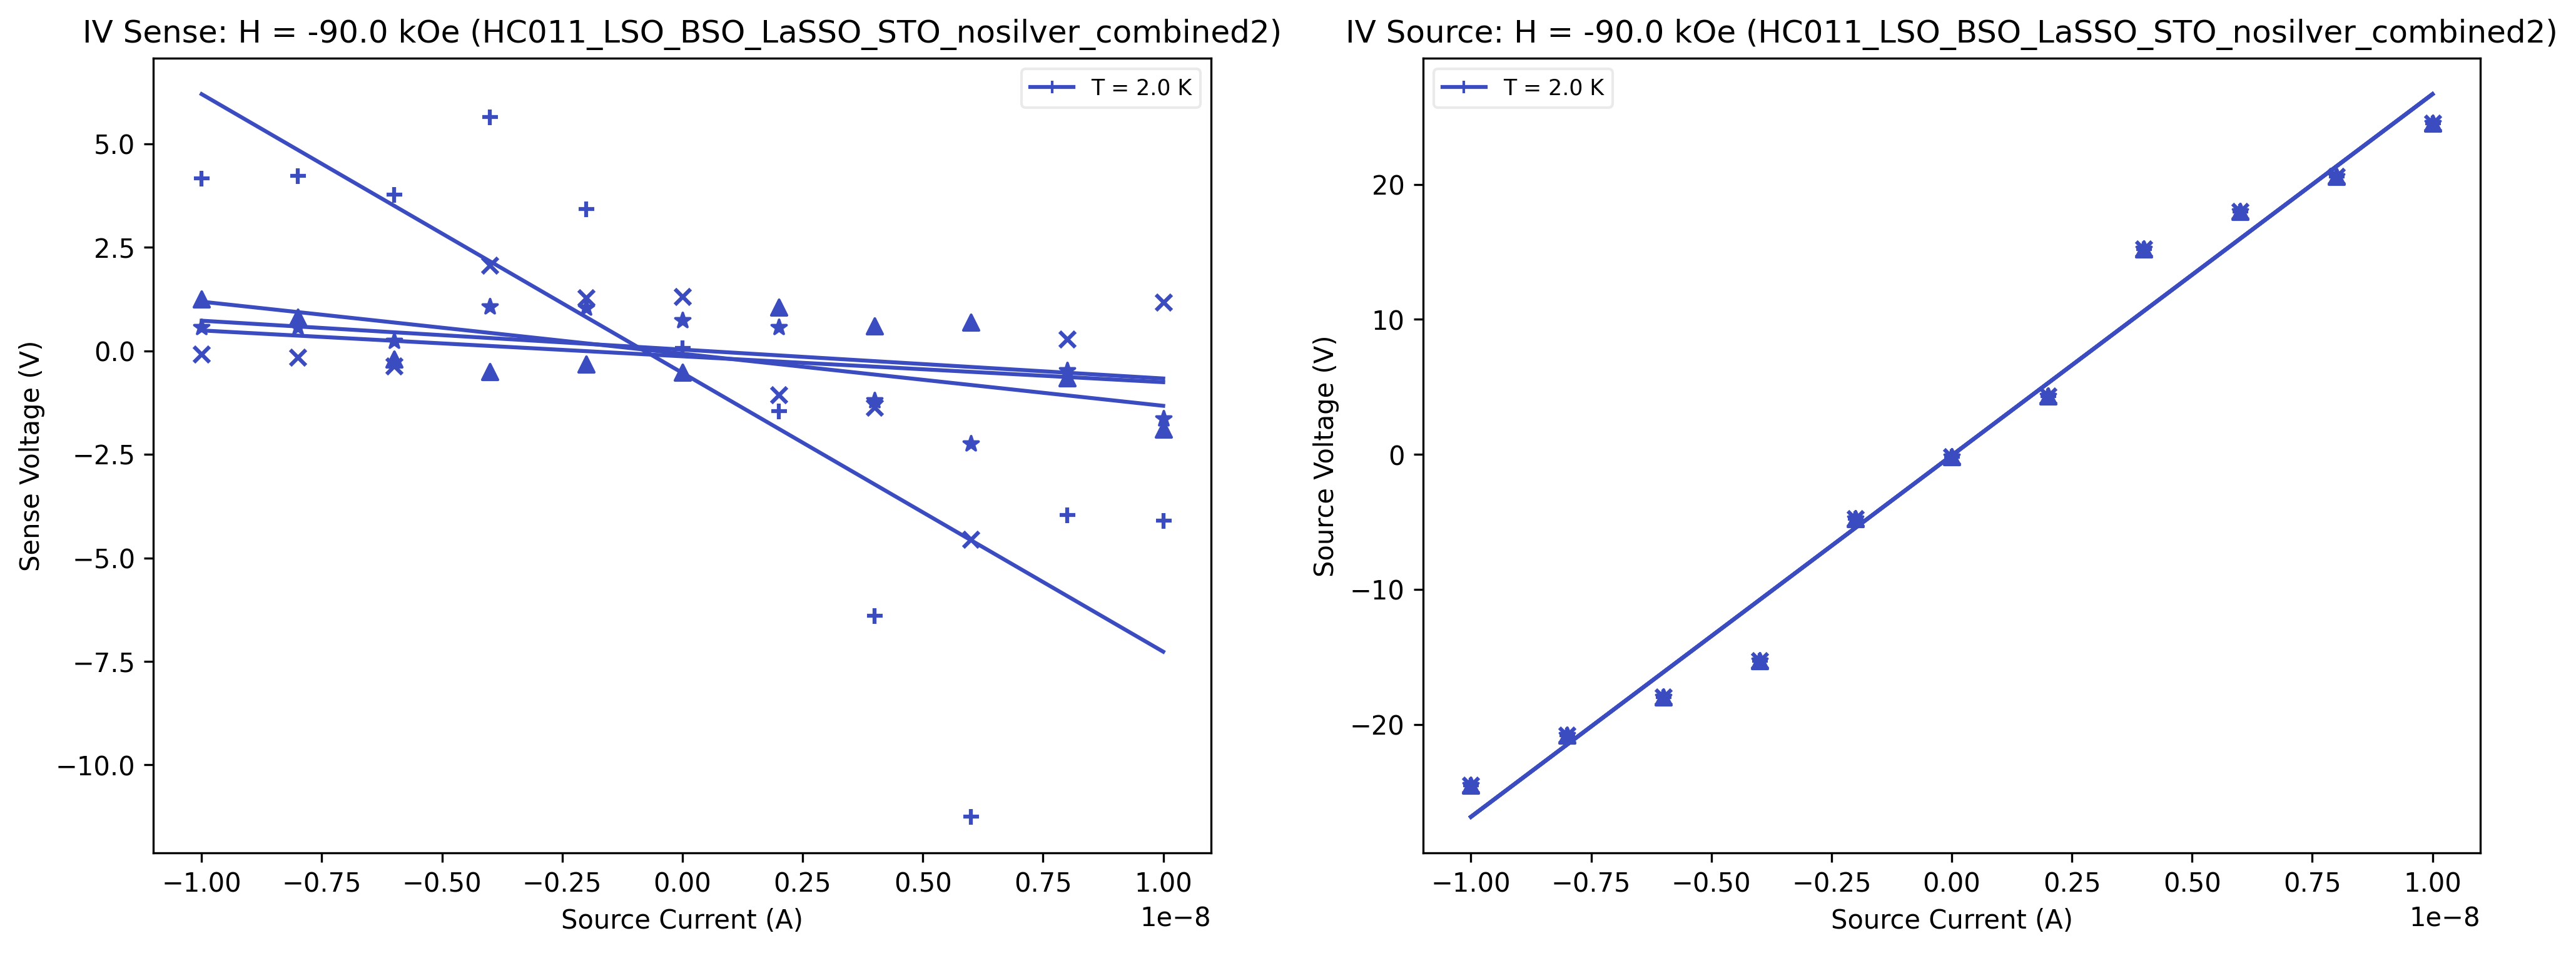 IV Sense: H = -90.0 kOe (HC011_LSO_BSO_LaSSO_STO_nosilver_combined2)
T = 2.0 K
5.0
2.5
0.0
−2.5
−5.0
−7.5
−10.0
Sense Voltage (V)
−1.00 −0.75 −0.50 −0.25 0.00 0.25 0.50 0.75 1.00
1e−8
Source Current (A)
IV Source: H = -90.0 kOe (HC011_LSO_BSO_LaSSO_STO_nosilver_combined2)
T = 2.0 K
20
10
0
−10
−20
Source Voltage (V)
−1.00 −0.75 −0.50 −0.25 0.00 0.25 0.50 0.75 1.00
1e−8
Source Current (A)